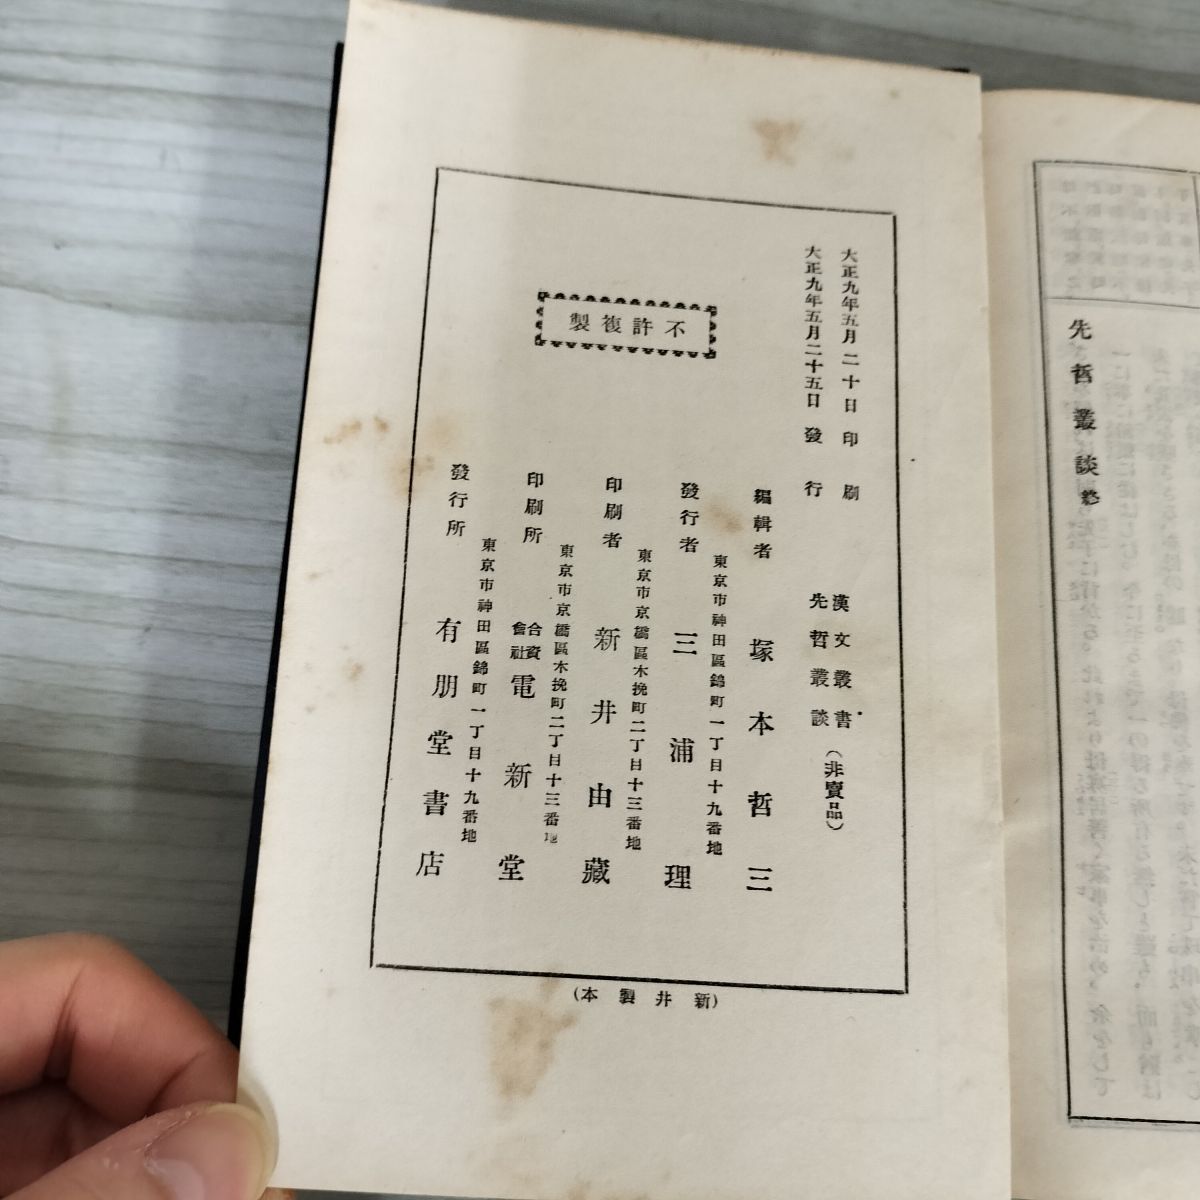 先哲叢談 終
大正九年五月二十日印刷
大正九年五月二十五日發行
漢文叢書
先哲叢談
(非賣品)
不許複製
編輯者 塚本哲三
東京市神田區錦町一丁目十九番地
發行者 三浦理
東京市京橋區木挽町二丁目十三番地
印刷者 新井由藏
東京市京橋區木挽町二丁目十三番地
印刷所 合資會社 電新堂
東京市神田區錦町一丁目十九番地
發行所 有朋堂書店
(新井製本)